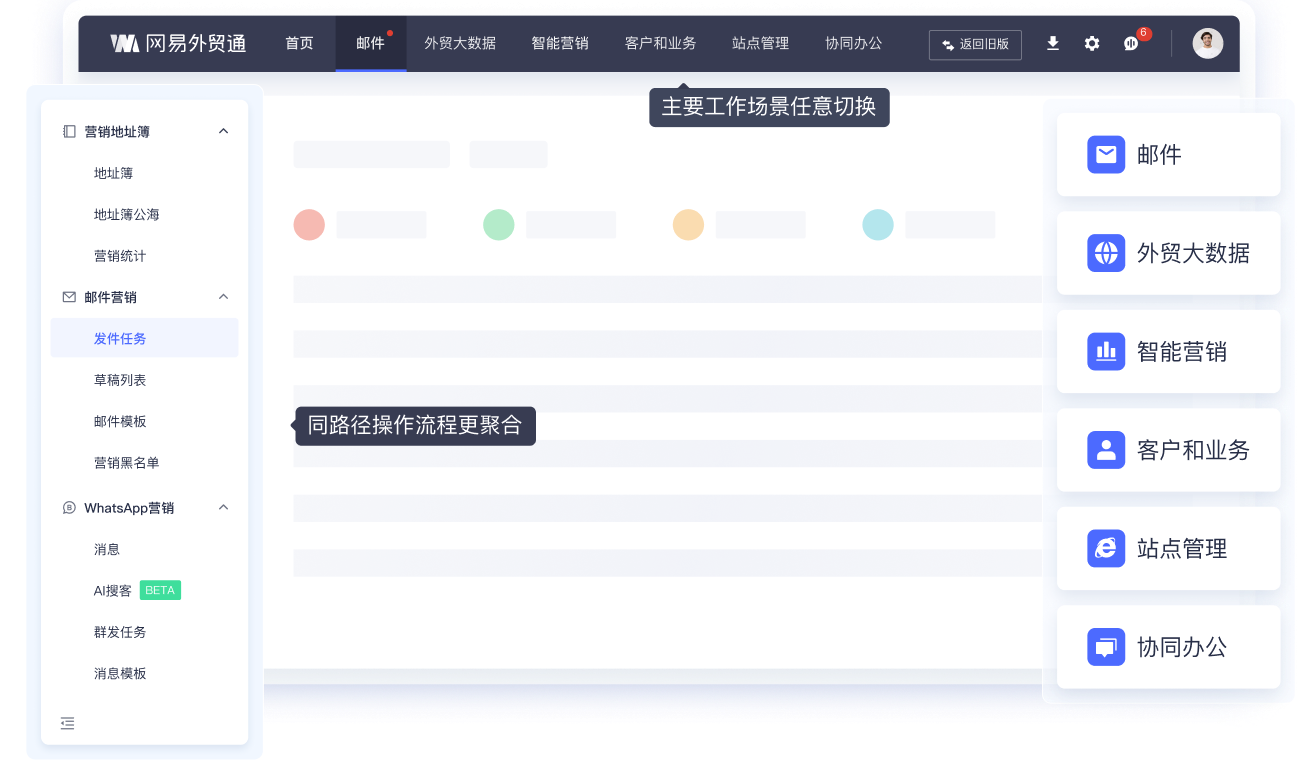 网易外贸通
首页
邮件
外贸大数据
智能营销
客户和业务
站点管理
协同办公
返回旧版
6
主要工作场景任意切换
营销地址簿
地址簿
地址簿公海
营销统计
邮件营销
发件任务
草稿列表
邮件模板
营销黑名单
WhatsApp营销
消息
AI搜客 BETA
群发任务
消息模板
同路径操作流程更聚合
邮件
外贸大数据
智能营销
客户和业务
站点管理
协同办公